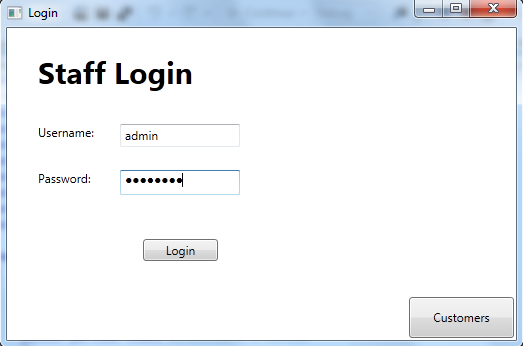 Login
Staff Login
Username: admin
Password: ••••••••
Login
Customers